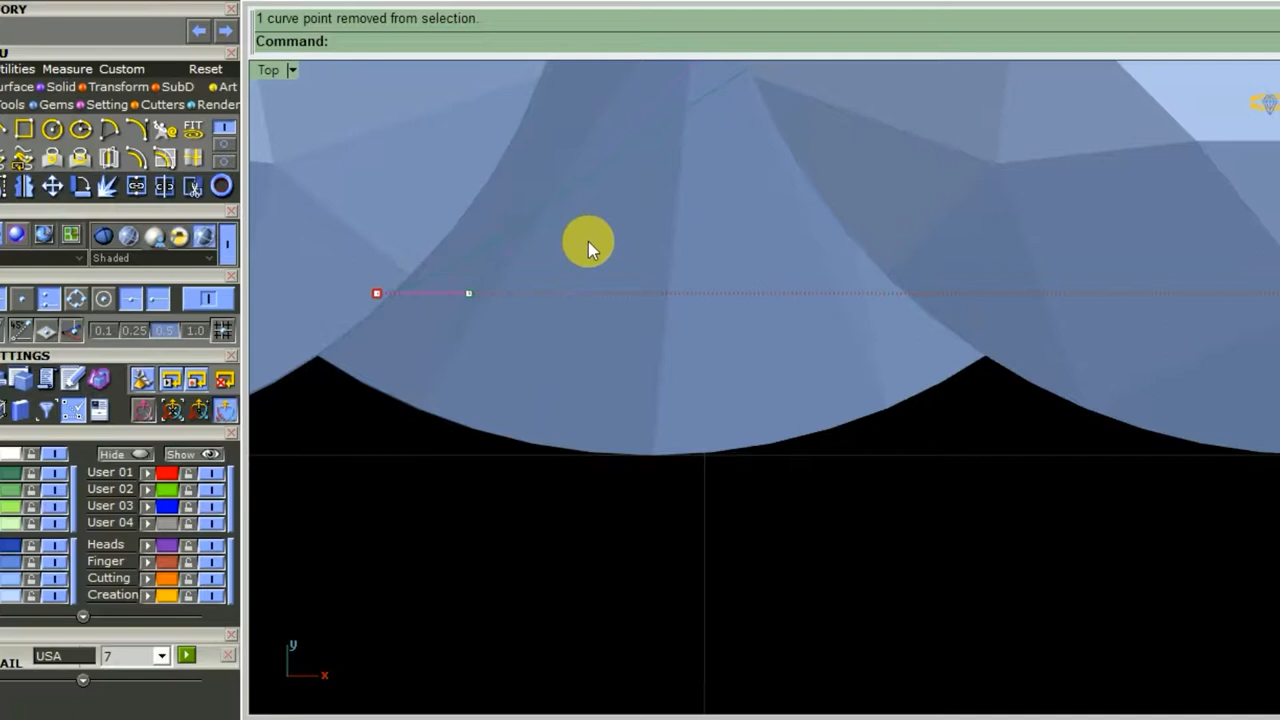 ORY
1 curve point removed from selection.
Command:
U
tilities Measure Custom Reset
urface Solid Transform SubD Art
ools Gems Setting Cutters Render
Top
FIT
Shaded
0.1 0.25 0.5 1.0
TTINGS
Hide Show
User 01
User 02
User 03
User 04
Heads
Finger
Cutting
Creation
AIL USA 7
y
x